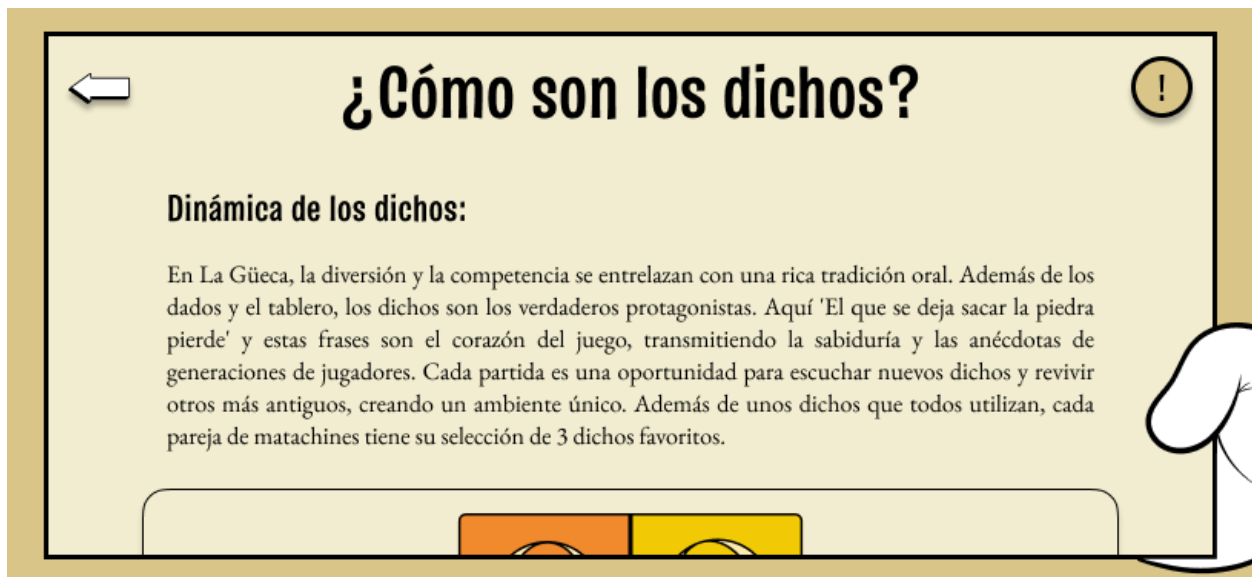 ¿Cómo son los dichos?
!
Dinámica de los dichos:
En La Güeca, la diversión y la competencia se entrelazan con una rica tradición oral. Además de los
dados y el tablero, los dichos son los verdaderos protagonistas. Aquí 'El que se deja sacar la piedra
pierde' y estas frases son el corazón del juego, transmitiendo la sabiduría y las anécdotas de
generaciones de jugadores. Cada partida es una oportunidad para escuchar nuevos dichos y revivir
otros más antiguos, creando un ambiente único. Además de unos dichos que todos utilizan, cada
pareja de matachines tiene su selección de 3 dichos favoritos.